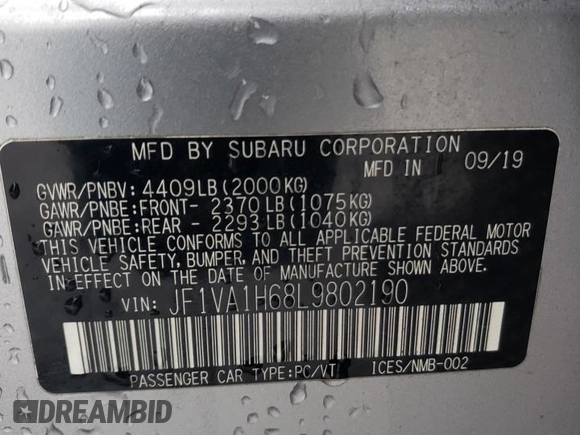 MFD BY SUBARU CORPORATION
MFD IN 09/19
GVWR/PNBV: 4409LB(2000KG)
GAWR/PNBE:FRONT- 2370LB(1075KG)
GAWR/PNBE:REAR - 2293LB(1040KG)
THIS VEHICLE CONFORMS TO ALL APPLICABLE FEDERAL MOTOR
VEHICLE SAFETY, BUMPER, AND THEFT PREVENTION STANDARDS
IN EFFECT ON THE DATE OF MANUFACTURE SHOWN ABOVE.
VIN: JF1VA1H68L9802190
PASSENGER CAR TYPE:PC/VT ICES/NMB-002
DREAMBID